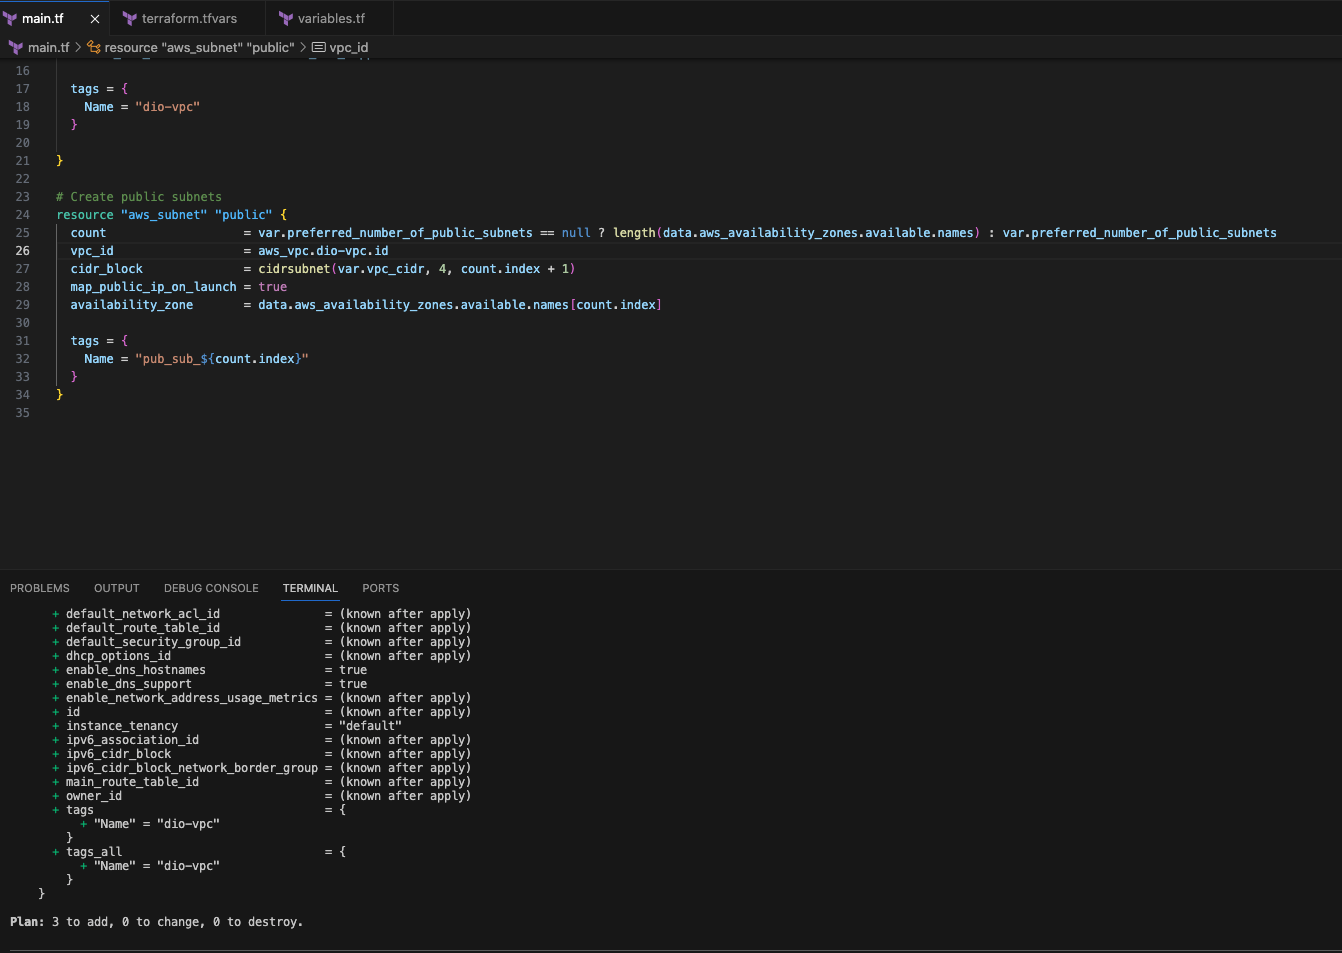 main.tf
terraform.tfvars
variables.tf
main.tf > resource "aws_subnet" "public" > vpc_id
16
17 tags = {
18 Name = "dio-vpc"
19 }
20
21 }
22
23 # Create public subnets
24 resource "aws_subnet" "public" {
25 count = var.preferred_number_of_public_subnets == null ? length(data.aws_availability_zones.available.names) : var.preferred_number_of_public_subnets
26 vpc_id = aws_vpc.dio-vpc.id
27 cidr_block = cidrsubnet(var.vpc_cidr, 4, count.index + 1)
28 map_public_ip_on_launch = true
29 availability_zone = data.aws_availability_zones.available.names[count.index]
30
31 tags = {
32 Name = "pub_sub_${count.index}"
33 }
34 }
35
PROBLEMS OUTPUT DEBUG CONSOLE TERMINAL PORTS
+ default_network_acl_id = (known after apply)
+ default_route_table_id = (known after apply)
+ default_security_group_id = (known after apply)
+ dhcp_options_id = (known after apply)
+ enable_dns_hostnames = true
+ enable_dns_support = true
+ enable_network_address_usage_metrics = (known after apply)
+ id = (known after apply)
+ instance_tenancy = "default"
+ ipv6_association_id = (known after apply)
+ ipv6_cidr_block = (known after apply)
+ ipv6_cidr_block_network_border_group = (known after apply)
+ main_route_table_id = (known after apply)
+ owner_id = (known after apply)
+ tags = {
+ "Name" = "dio-vpc"
}
+ tags_all = {
+ "Name" = "dio-vpc"
}
}
Plan: 3 to add, 0 to change, 0 to destroy.